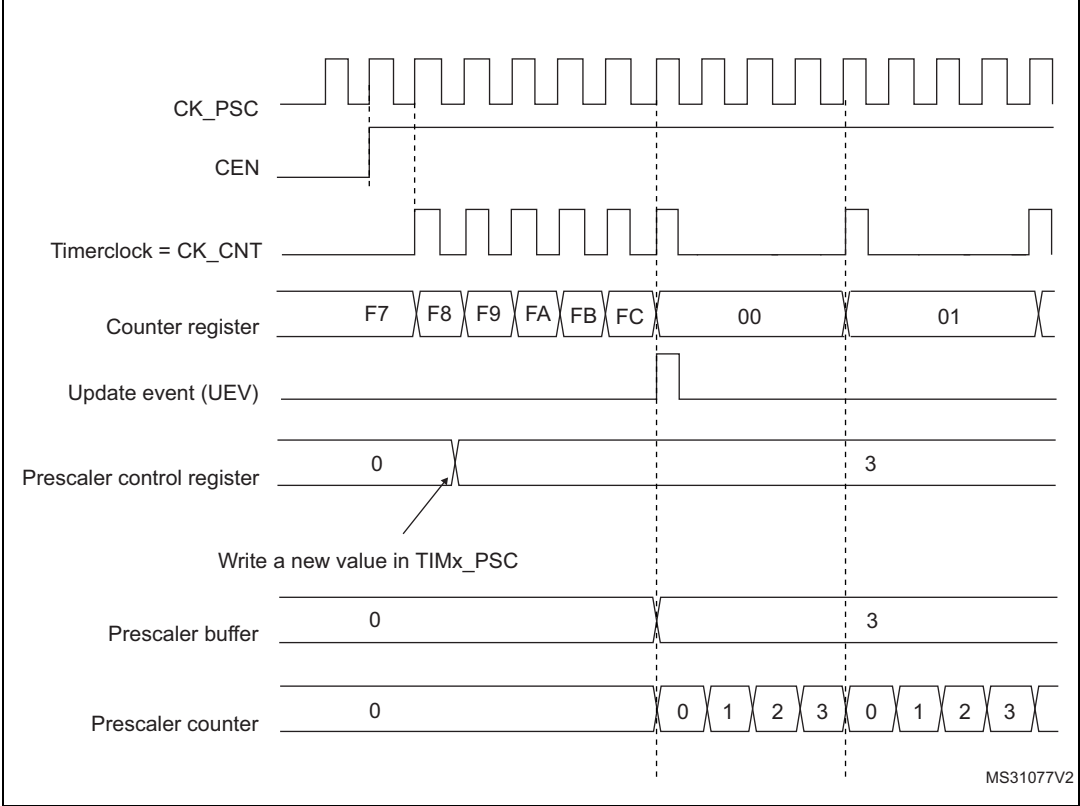 CK_PSC
CEN
Timerclock = CK_CNT
Counter register F7 F8 F9 FA FB FC 00 01
Update event (UEV)
Prescaler control register 0 3
Write a new value in TIMx_PSC
Prescaler buffer 0 3
Prescaler counter 0 0 1 2 3 0 1 2 3
MS31077V2